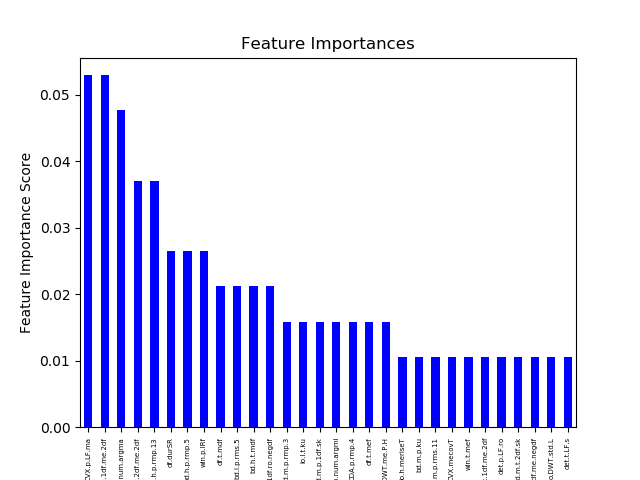 Feature Importances
Feature Importance Score
0.05
0.04
0.03
0.02
0.01
0.00
CVX.p.LF.ma
.1df.me.2df
num.argma
.2df.me.2df
.h.p.rmp.13
df.durSR
d.h.p.rmp.5
win.p.IRf
df.t.mdf
bd.l.p.rms.5
bd.h.t.mdf
1df.ro.negdf
d.m.p.rmp.3
lo.l.t.ku
d.m.p.1df.sk
.num.argmi
DA.p.rmp.4
df.t.mef
DWT.me.P.H
o.h.meriseT
bd.m.p.ku
m.p.rms.11
CVX.mecovT
win.t.mef
.1df.me.2df
det.p.LF.ro
d.m.t.2df.sk
df.me.negdf
o.DWT.std.L
det.t.LF.s